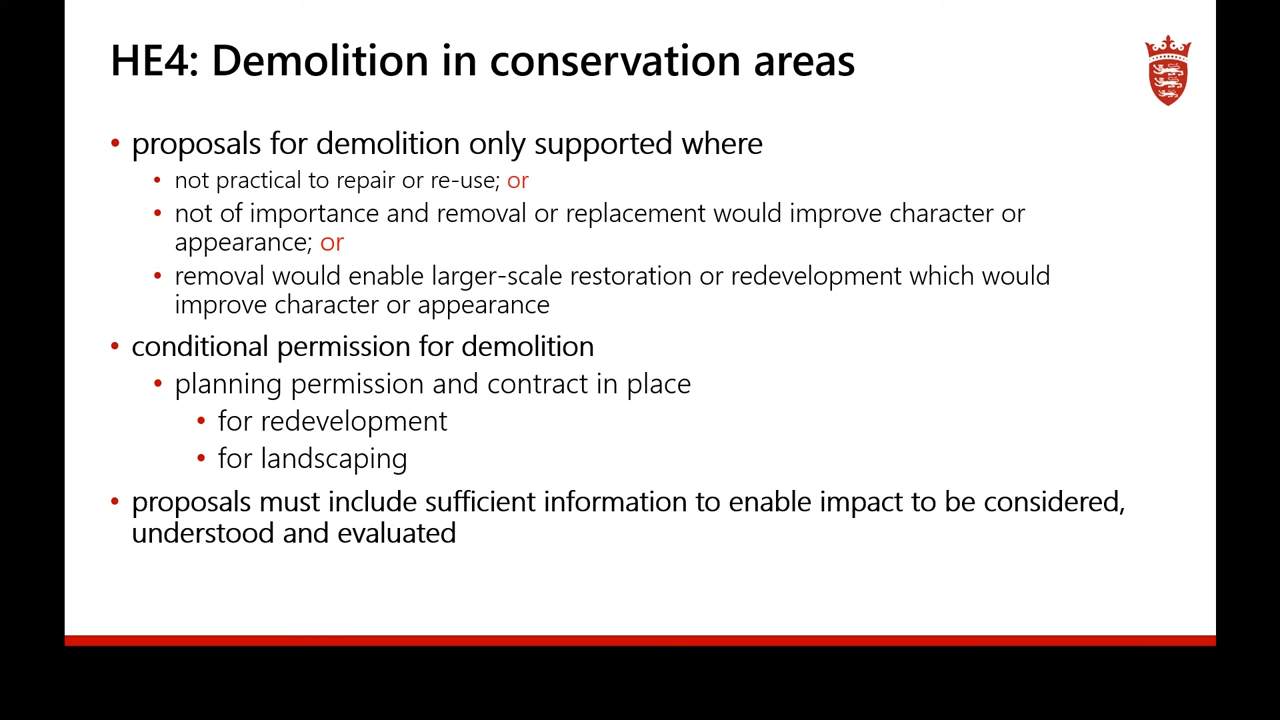 HE4: Demolition in conservation areas
• proposals for demolition only supported where
• not practical to repair or re-use; or
• not of importance and removal or replacement would improve character or
appearance; or
• removal would enable larger-scale restoration or redevelopment which would
improve character or appearance
• conditional permission for demolition
• planning permission and contract in place
• for redevelopment
• for landscaping
• proposals must include sufficient information to enable impact to be considered,
understood and evaluated